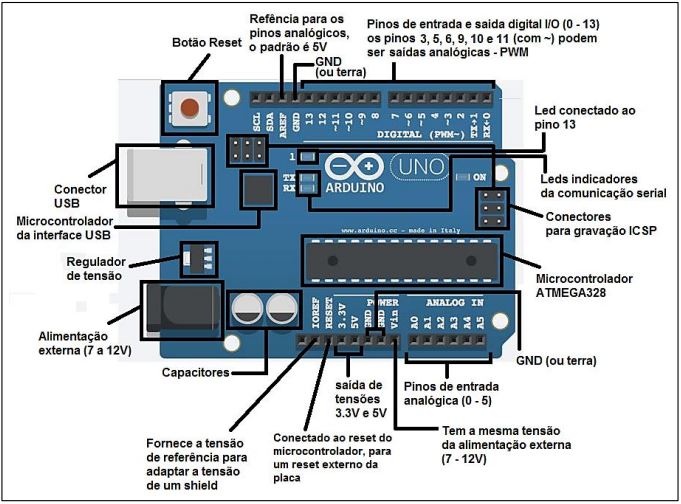 Botão Reset
Refência para os
pinos analógicos,
o padrão é 5V
GND
(ou terra)
Pinos de entrada e saida digital I/O (0 - 13)
os pinos 3, 5, 6, 9, 10 e 11 (com ~) podem
ser saídas analógicas - PWM
SCL
SDA
AREF
GND
13
12
~11
~10
~9
8
7
~6
~5
4
~3
2
TX→1
RX←0
DIGITAL (PWM~)
Led conectado ao
pino 13
1
TX
RX
ARDUINO
UNO
ON
Leds indicadores
da comunicação serial
Conector
USB
Microcontrolador
da interface USB
Conectores
para gravação ICSP
www.arduino.cc - made in Italy
Regulador
de tensão
Microcontrolador
ATMEGA328
Alimentação
externa (7 a 12V)
Capacitores
POWER
ANALOG IN
IOREF
RESET
3.3V
5V
GND
GND
Vin
A0
A1
A2
A3
A4
A5
GND (ou terra)
saída de
tensões
3.3V e 5V
Pinos de entrada
analógica (0 - 5)
Fornece a tensão
de referência para
adaptar a tensão
de um shield
Conectado ao reset do
microcontrolador, para
um reset externo da
placa
Tem a mesma tensão
da alimentação externa
(7 - 12V)